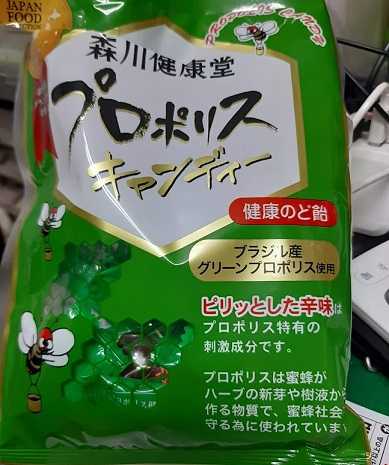 JAPAN
FOOD
PROPOLIS CANDY
森川健康堂
プロポリス
キャンディー
健康のど飴
ブラジル産
グリーンプロポリス使用
ピリッとした辛味は
プロポリス特有の
刺激成分です。
プロポリスは蜜蜂が
ハーブの新芽や樹液から
作る物質で、蜜蜂社会
守る為に使われていま